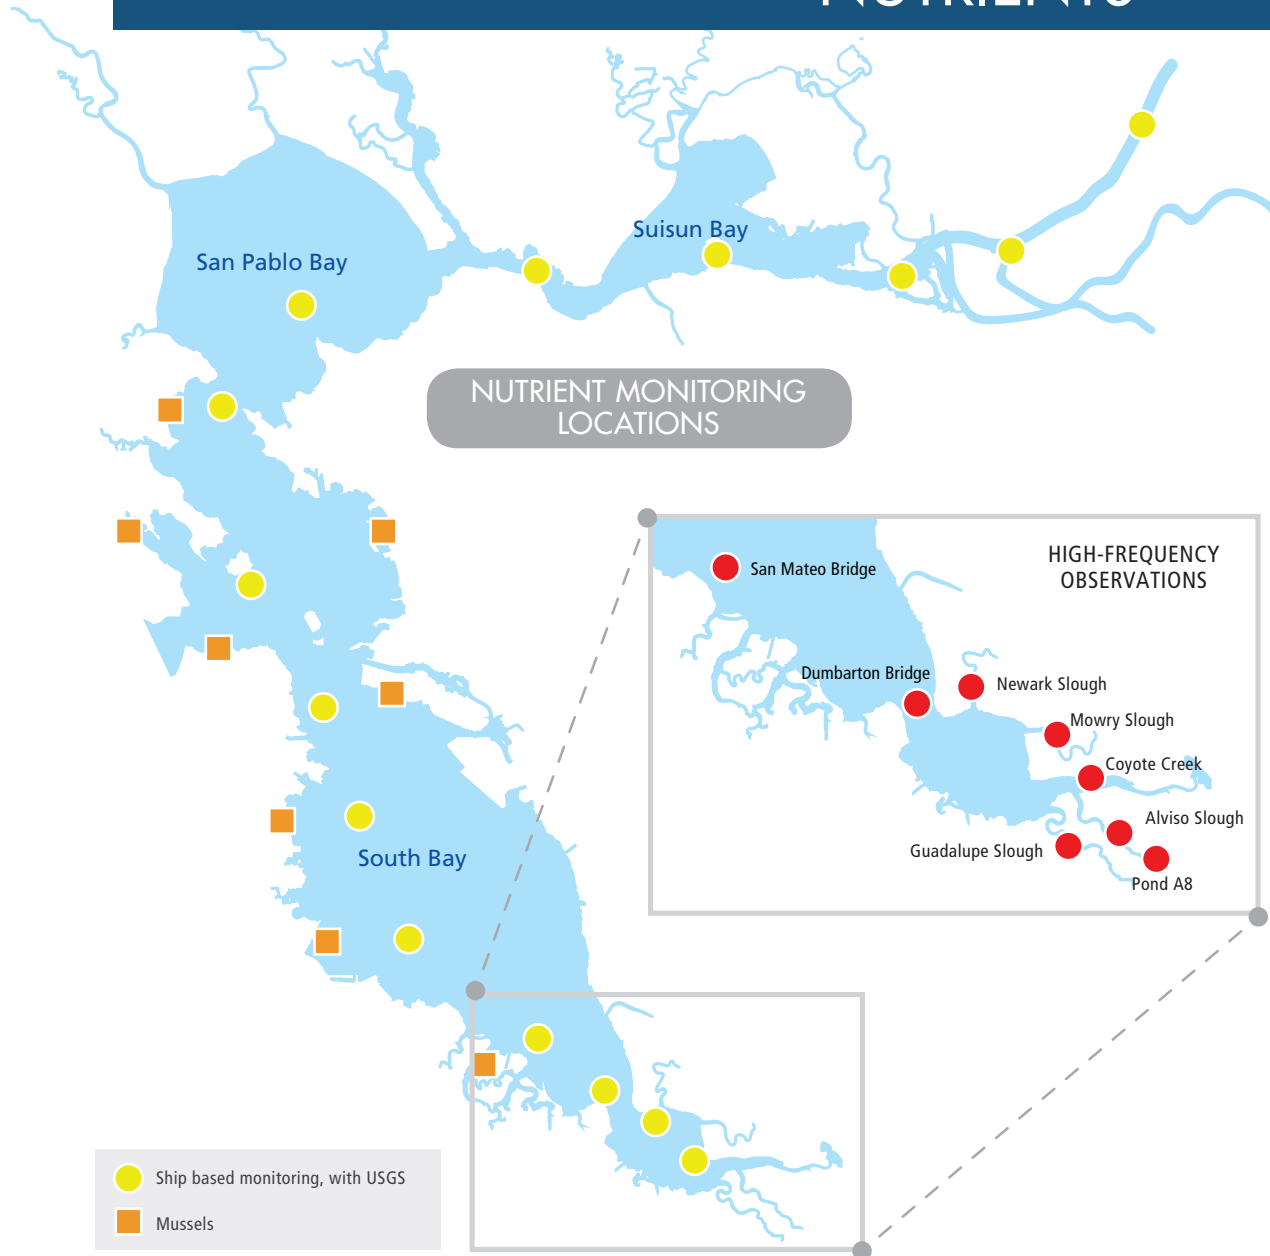 NUTRIENTS
Suisun Bay
San Pablo Bay
NUTRIENT MONITORING
LOCATIONS
HIGH-FREQUENCY
OBSERVATIONS
San Mateo Bridge
Dumbarton Bridge
Newark Slough
Mowry Slough
Coyote Creek
Alviso Slough
Guadalupe Slough
Pond A8
South Bay
Ship based monitoring, with USGS
Mussels